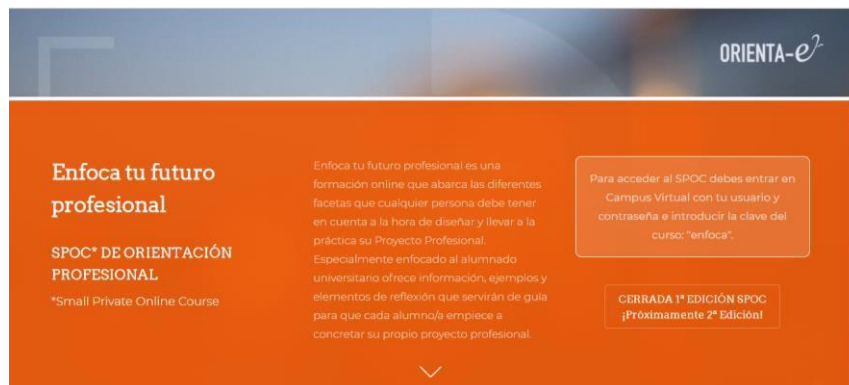 ORIENTA-e2
Enfoca tu futuro
profesional
SPOC* DE ORIENTACIÓN
PROFESIONAL
*Small Private Online Course
Enfoca tu futuro profesional es una
formación online que abarca las diferentes
facetas que cualquier persona debe tener
en cuenta a la hora de diseñar y llevar a la
práctica su Proyecto Profesional.
Especialmente enfocado al alumnado
universitario ofrece información, ejemplos y
elementos de reflexión que servirán de guía
para que cada alumno/a empiece a
concretar su propio proyecto profesional.
Para acceder al SPOC debes entrar en
Campus Virtual con tu usuario y
contraseña e introducir la clave del
curso: "enfoca".
CERRADA 1ª EDICIÓN SPOC
¡Próximamente 2ª Edición!